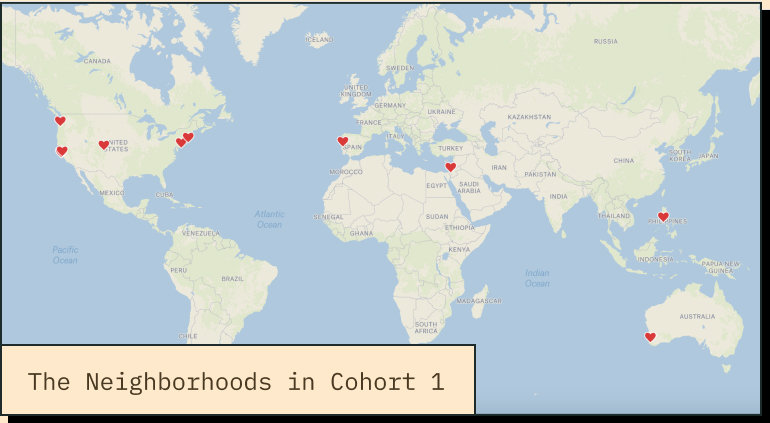 ICELAND
RUSSIA
SWEDEN
CANADA
UNITED
KINGDOM
GERMANY
UKRAINE
KAZAKHSTAN
FRANCE
ITALY
SPAIN
TURKEY
UNITED
STATES
SOUTH
KOREA
JAPAN
CHINA
IRAN
PAKISTAN
MOROCCO
EGYPT
SAUDI
ARABIA
INDIA
MEXICO
CUBA
Atlantic
Ocean
SENEGAL
SUDAN
THAILAND
PHILIPPINES
VENEZUELA
GHANA
ETHIOPIA
KENYA
Pacific
Ocean
PERU
BRAZIL
INDONESIA
PAPUA NEW
GUINEA
Indian
Ocean
MADAGASCAR
AUSTRALIA
SOUTH
AFRICA
CHILE
The Neighborhoods in Cohort 1